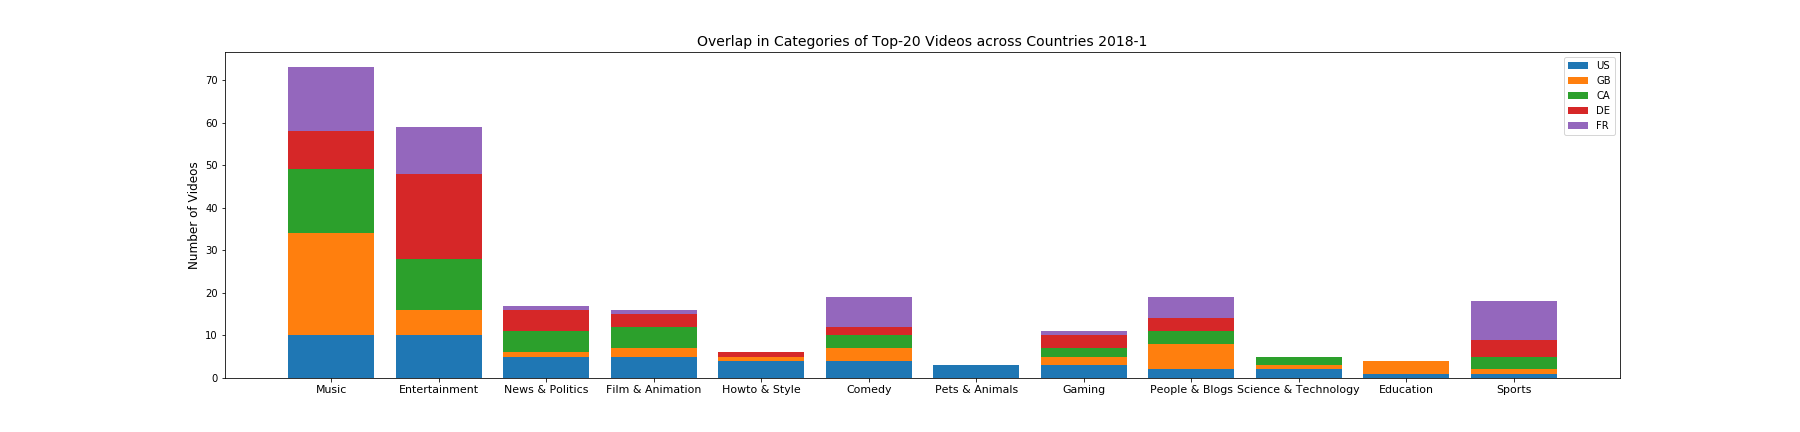 Overlap in Categories of Top-20 Videos across Countries 2018-1
Number of Videos
70
60
50
40
30
20
10
0
US
GB
CA
DE
FR
Music Entertainment News & Politics Film & Animation Howto & Style Comedy Pets & Animals Gaming People & Blogs Science & Technology Education Sports